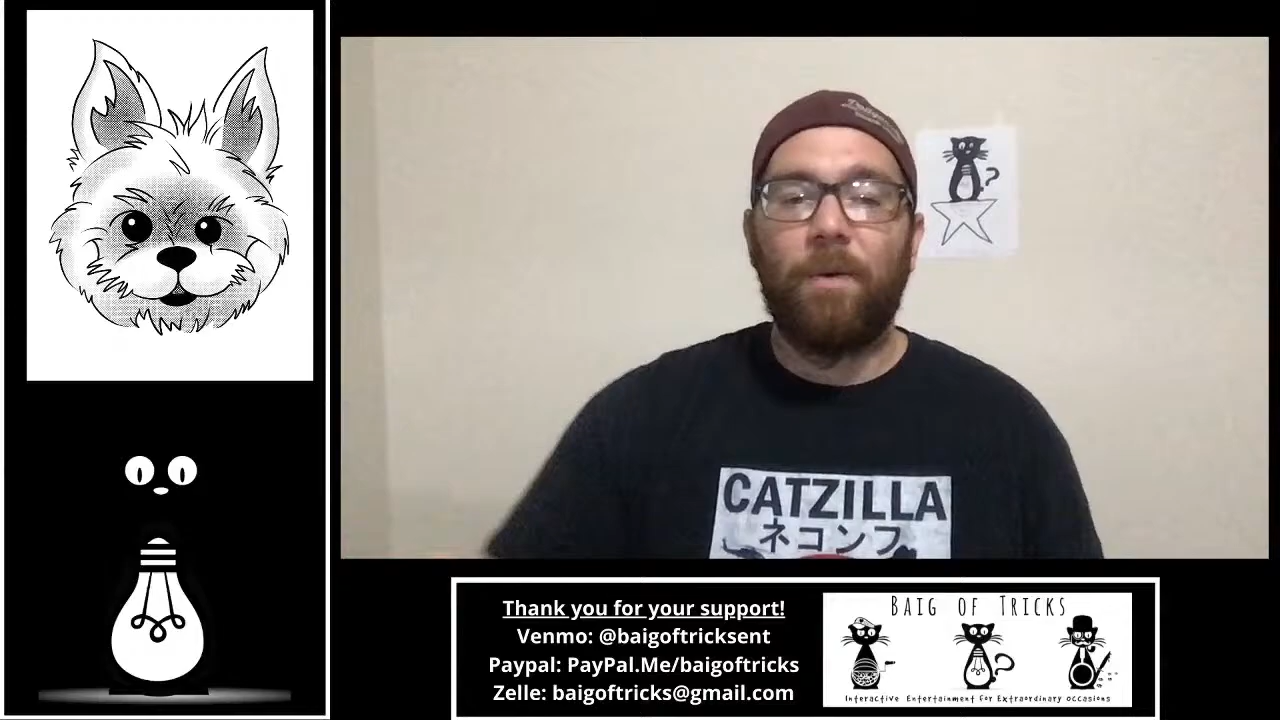 CATZILLA
ネコンフ
Thank you for your support!
Venmo: @baigoftricksent
Paypal: PayPal.Me/baigoftricks
Zelle: baigoftricks@gmail.com
BAIG OF TRICKS
Interactive Entertainment for Extraordinary occasions